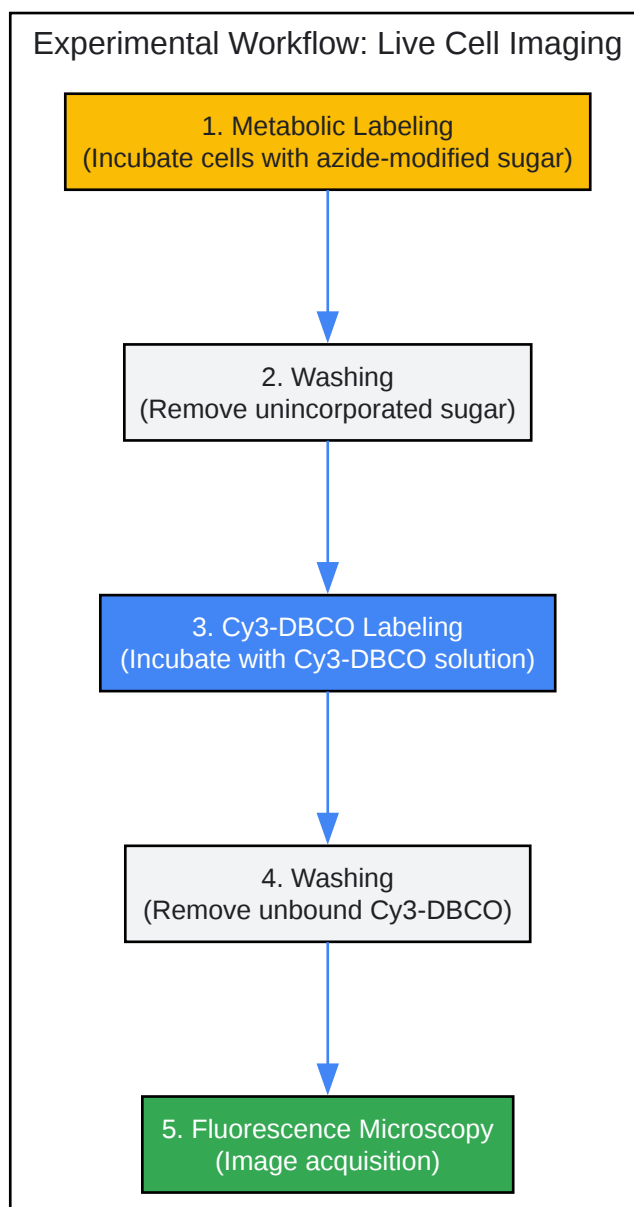 Experimental Workflow: Live Cell Imaging
1. Metabolic Labeling
(Incubate cells with azide-modified sugar)
2. Washing
(Remove unincorporated sugar)
3. Cy3-DBCO Labeling
(Incubate with Cy3-DBCO solution)
4. Washing
(Remove unbound Cy3-DBCO)
5. Fluorescence Microscopy
(Image acquisition)